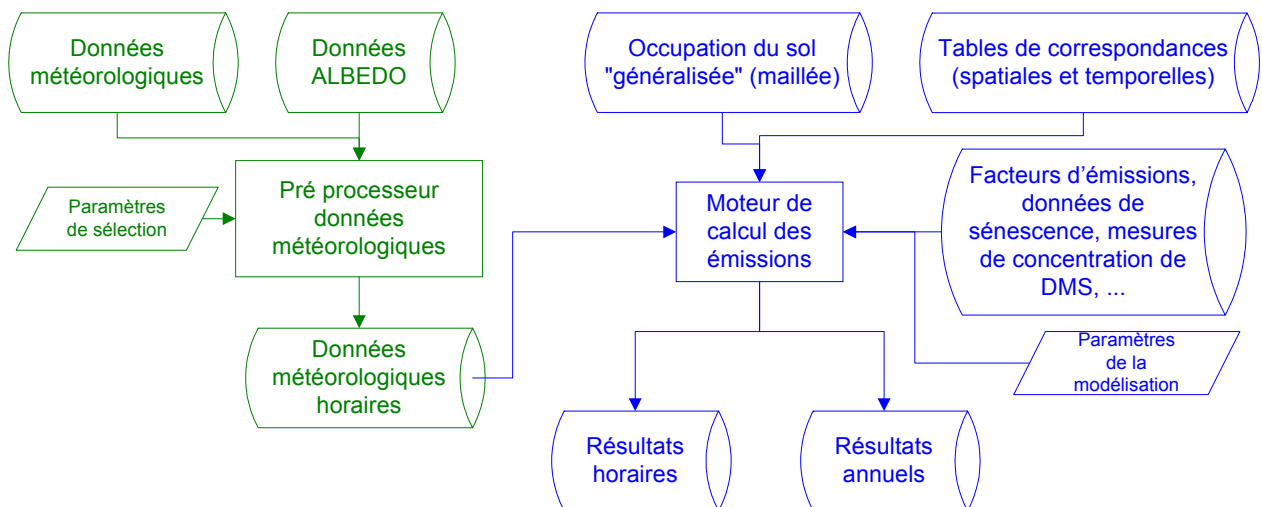 Données
météorologiques
Données
ALBEDO
Occupation du sol
"généralisée" (maillée)
Tables de correspondances
(spatiales et temporelles)
Paramètres
de sélection
Pré processeur
données
météorologiques
Moteur de
calcul des
émissions
Facteurs d’émissions,
données de
sénescence, mesures
de concentration de
DMS, ...
Données
météorologiques
horaires
Paramètres
de la
modélisation
Résultats
horaires
Résultats
annuels